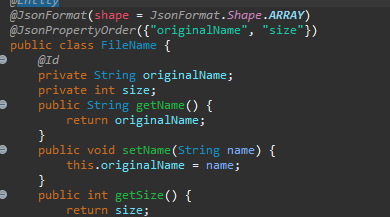 @Entity
@JsonFormat(shape = JsonFormat.Shape.ARRAY)
@JsonPropertyOrder({"originalName", "size"})
public class FileName {
    @Id
    private String originalName;
    private int size;
    public String getName() {
        return originalName;
    }
    public void setName(String name) {
        this.originalName = name;
    }
    public int getSize() {
        return size;